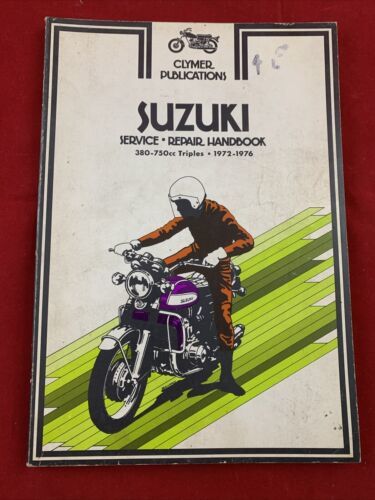 CLYMER
PUBLICATIONS
SUZUKI
SERVICE • REPAIR HANDBOOK
380-750cc Triples • 1972-1976
SUZUKI